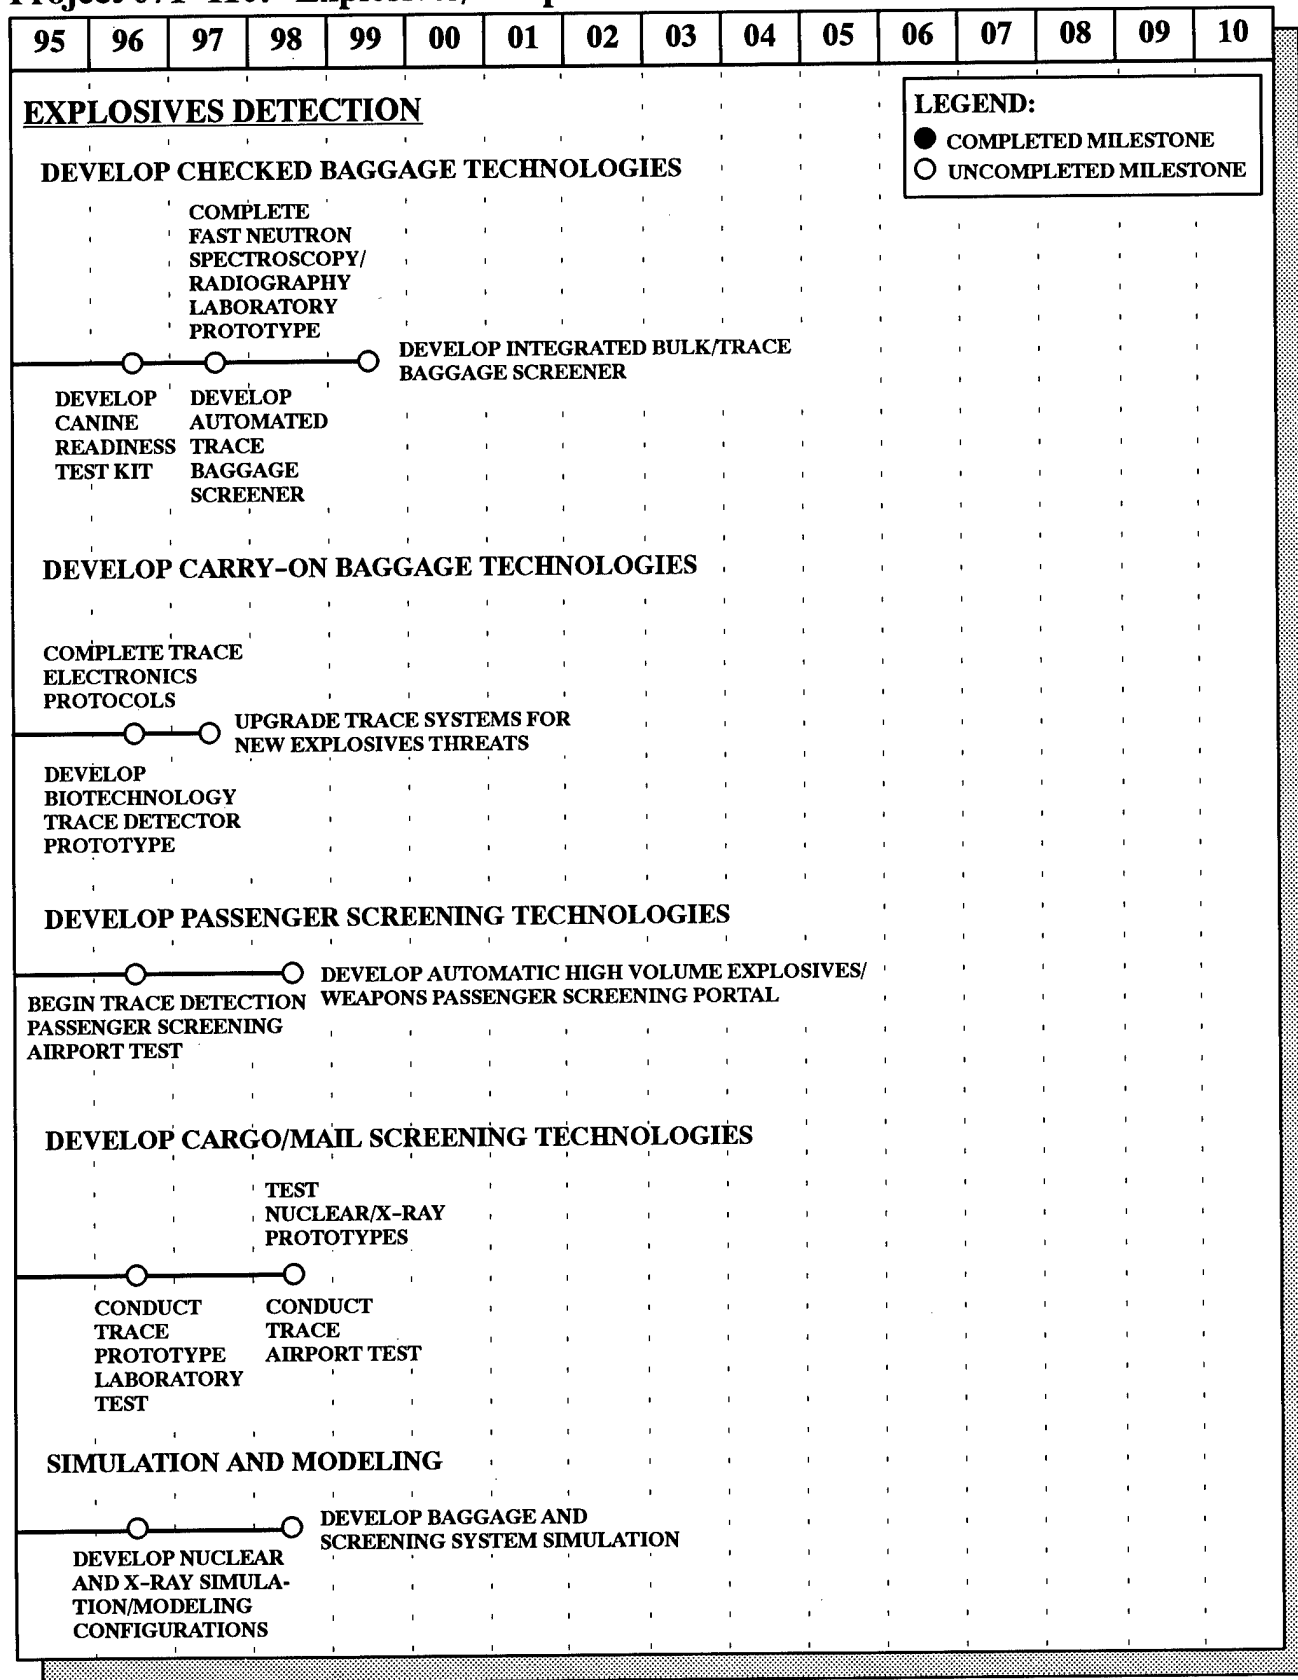 95 96 97 98 99 00 01 02 03 04 05 06 07 08 09 10
EXPLOSIVES DETECTION
LEGEND:
COMPLETED MILESTONE
UNCOMPLETED MILESTONE
DEVELOP CHECKED BAGGAGE TECHNOLOGIES
COMPLETE
FAST NEUTRON
SPECTROSCOPY/
RADIOGRAPHY
LABORATORY
PROTOTYPE
DEVELOP INTEGRATED BULK/TRACE
BAGGAGE SCREENER
DEVELOP
CANINE
READINESS
TEST KIT
DEVELOP
AUTOMATED
TRACE
BAGGAGE
SCREENER
DEVELOP CARRY-ON BAGGAGE TECHNOLOGIES
COMPLETE TRACE
ELECTRONICS
PROTOCOLS
UPGRADE TRACE SYSTEMS FOR
NEW EXPLOSIVES THREATS
DEVELOP
BIOTECHNOLOGY
TRACE DETECTOR
PROTOTYPE
DEVELOP PASSENGER SCREENING TECHNOLOGIES
DEVELOP AUTOMATIC HIGH VOLUME EXPLOSIVES/
WEAPONS PASSENGER SCREENING PORTAL
BEGIN TRACE DETECTION
PASSENGER SCREENING
AIRPORT TEST
DEVELOP CARGO/MAIL SCREENING TECHNOLOGIES
TEST
NUCLEAR/X-RAY
PROTOTYPES
CONDUCT
TRACE
PROTOTYPE
LABORATORY
TEST
CONDUCT
TRACE
AIRPORT TEST
SIMULATION AND MODELING
DEVELOP BAGGAGE AND
SCREENING SYSTEM SIMULATION
DEVELOP NUCLEAR
AND X-RAY SIMULA-
TION/MODELING
CONFIGURATIONS